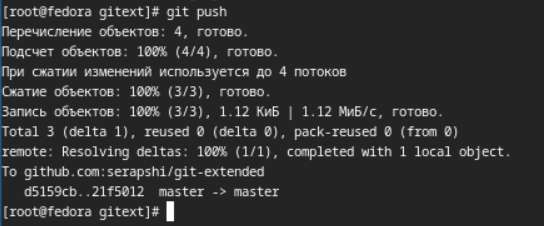 [root@fedora gitext]# git push
Перечисление объектов: 4, готово.
Подсчет объектов: 100% (4/4), готово.
При сжатии изменений используется до 4 потоков
Сжатие объектов: 100% (3/3), готово.
Запись объектов: 100% (3/3), 1.12 КиБ | 1.12 МиБ/с, готово.
Total 3 (delta 1), reused 0 (delta 0), pack-reused 0 (from 0)
remote: Resolving deltas: 100% (1/1), completed with 1 local object.
To github.com:serapshi/git-extended
   d5159cb..21f5012  master -> master
[root@fedora gitext]#